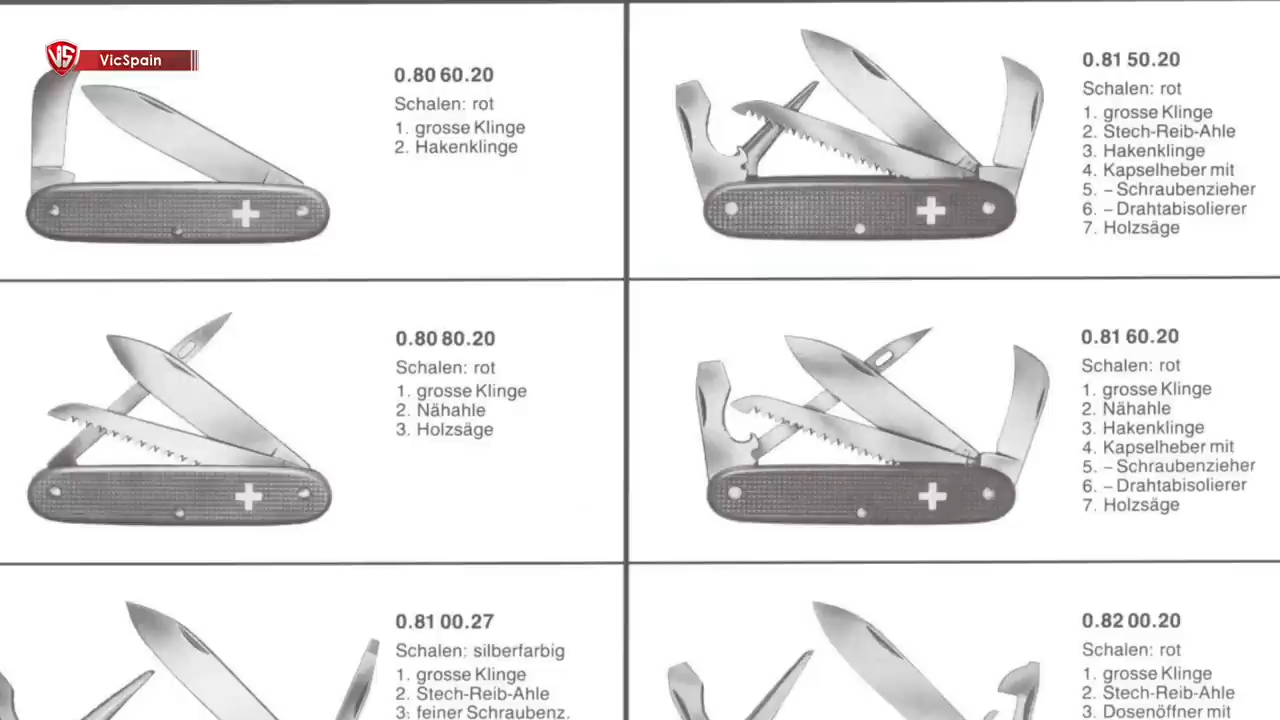 VS VicSpain
0.80 60.20
Schalen: rot
1. grosse Klinge
2. Hakenklinge
0.81 50.20
Schalen: rot
1. grosse Klinge
2. Stech-Reib-Ahle
3. Hakenklinge
4. Kapselheber mit
5. – Schraubenzieher
6. – Drahtabisolierer
7. Holzsäge
0.80 80.20
Schalen: rot
1. grosse Klinge
2. Nähahle
3. Holzsäge
0.81 60.20
Schalen: rot
1. grosse Klinge
2. Nähahle
3. Hakenklinge
4. Kapselheber mit
5. – Schraubenzieher
6. – Drahtabisolierer
7. Holzsäge
0.81 00.27
Schalen: silberfarbig
1. grosse Klinge
2. Stech-Reib-Ahle
3. feiner Schraubenz.
0.82 00.20
Schalen: rot
1. grosse Klinge
2. Stech-Reib-Ahle
3. Dosenöffner mit